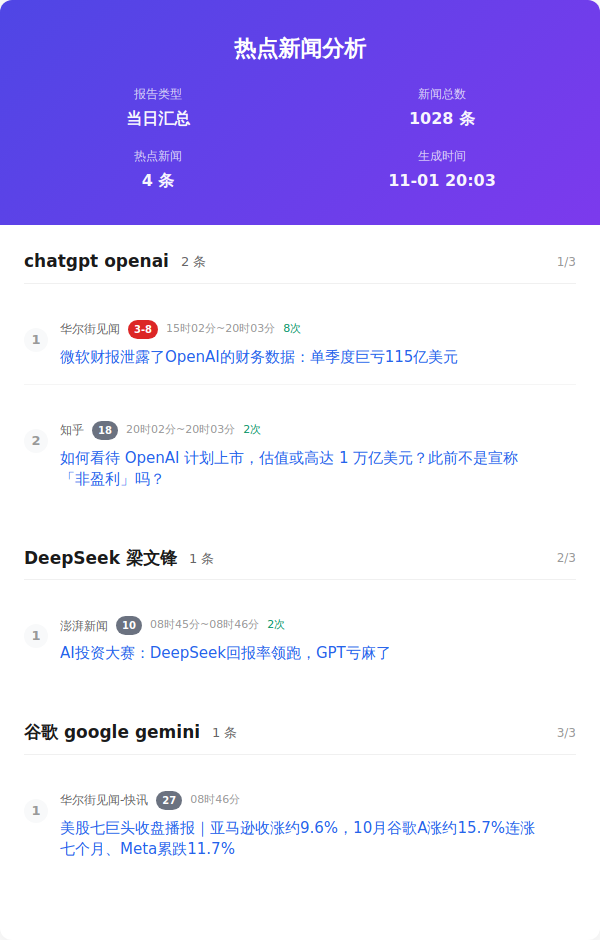 热点新闻分析
报告类型
当日汇总
新闻总数
1028 条
热点新闻
4 条
生成时间
11-01 20:03
chatgpt openai 2 条 1/3
1
华尔街见闻 3-8 15时02分~20时03分 8次
微软财报泄露了OpenAI的财务数据：单季度巨亏115亿美元
2
知乎 18 20时02分~20时03分 2次
如何看待 OpenAI 计划上市，估值或高达 1 万亿美元？此前不是宣称
「非盈利」吗？
DeepSeek 梁文锋 1 条 2/3
1
澎湃新闻 10 08时45分~08时46分 2次
AI投资大赛：DeepSeek回报率领跑，GPT亏麻了
谷歌 google gemini 1 条 3/3
1
华尔街见闻-快讯 27 08时46分
美股七巨头收盘播报｜亚马逊收涨约9.6%，10月谷歌A涨约15.7%连涨
七个月、Meta累跌11.7%